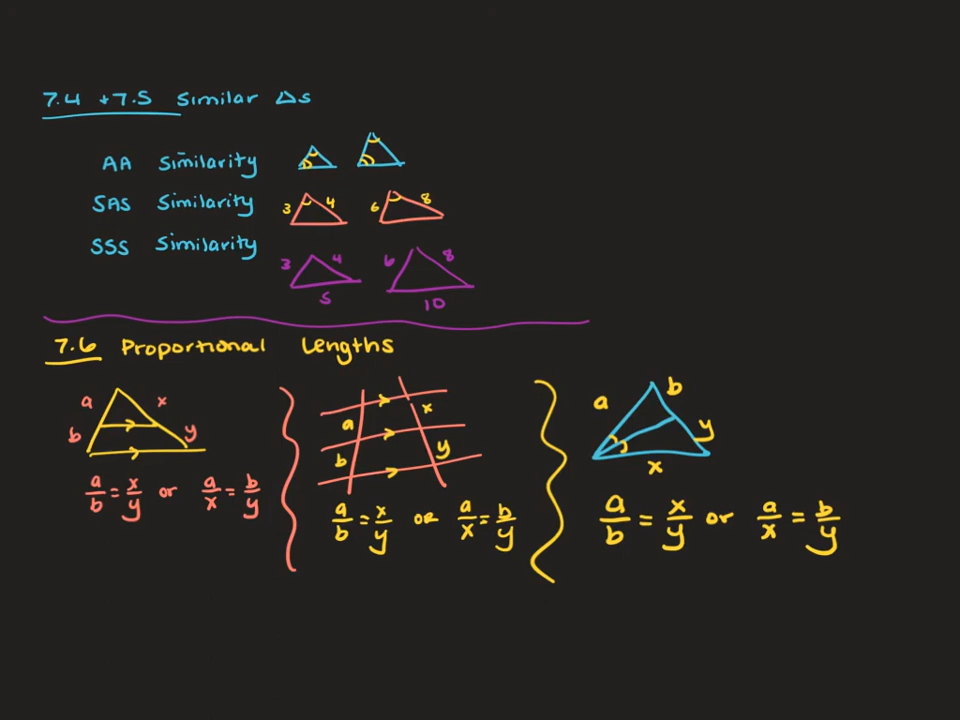 7.4 + 7.5 Similar Δs
AA Similarity
SAS Similarity
3 4 6 8
SSS Similarity
3 4 5 6 8 10
7.6 Proportional Lengths
a x b y
a x b y
a b y x
a/b = x/y or a/x = b/y
a/b = x/y or a/x = b/y
a/b = x/y or a/x = b/y